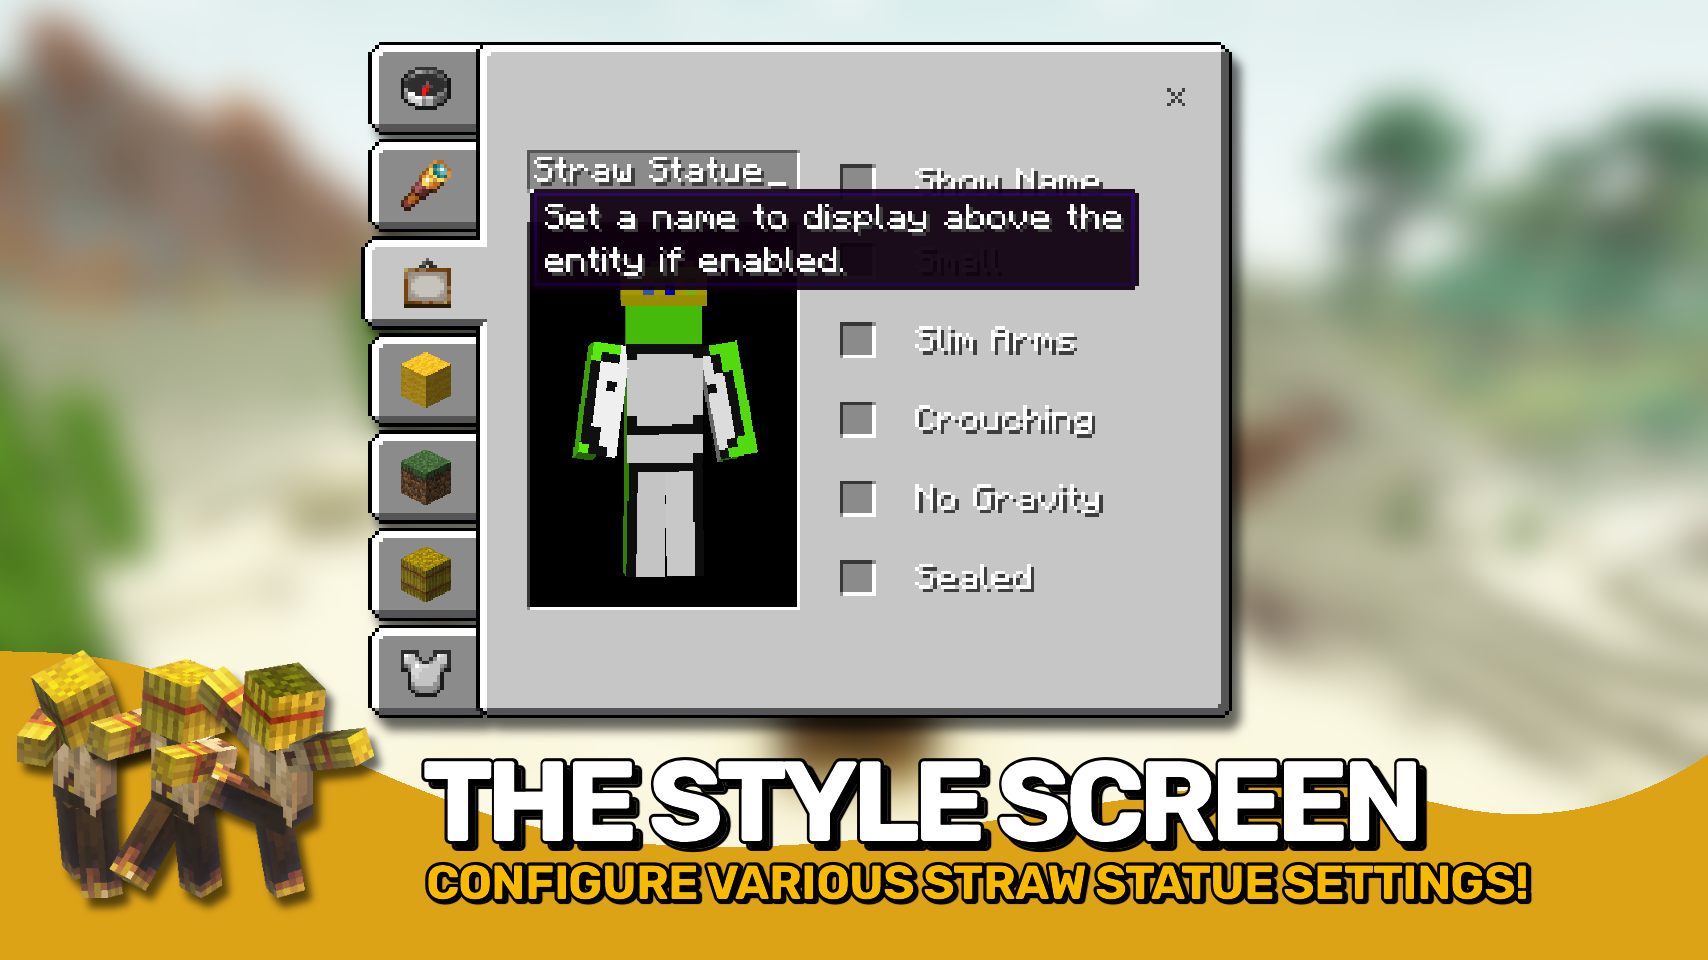 Straw Statue_
Show Name
Set a name to display above the
entity if enabled.
Small
Slim Arms
Crouching
No Gravity
Sealed
THE STYLE SCREEN
CONFIGURE VARIOUS STRAW STATUE SETTINGS!